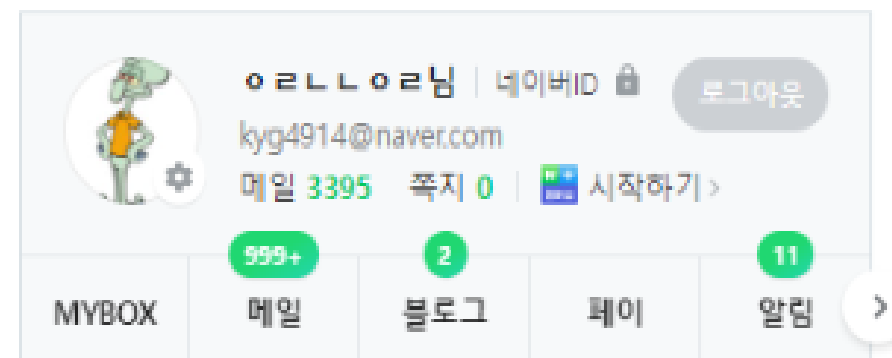 ㅇㄹㄴㄴㅇㄹ님 네이버ID 로그아웃
kyg4914@naver.com
메일 3395 쪽지 0 시작하기
999+ 2 11
MYBOX 메일 블로그 페이 알림